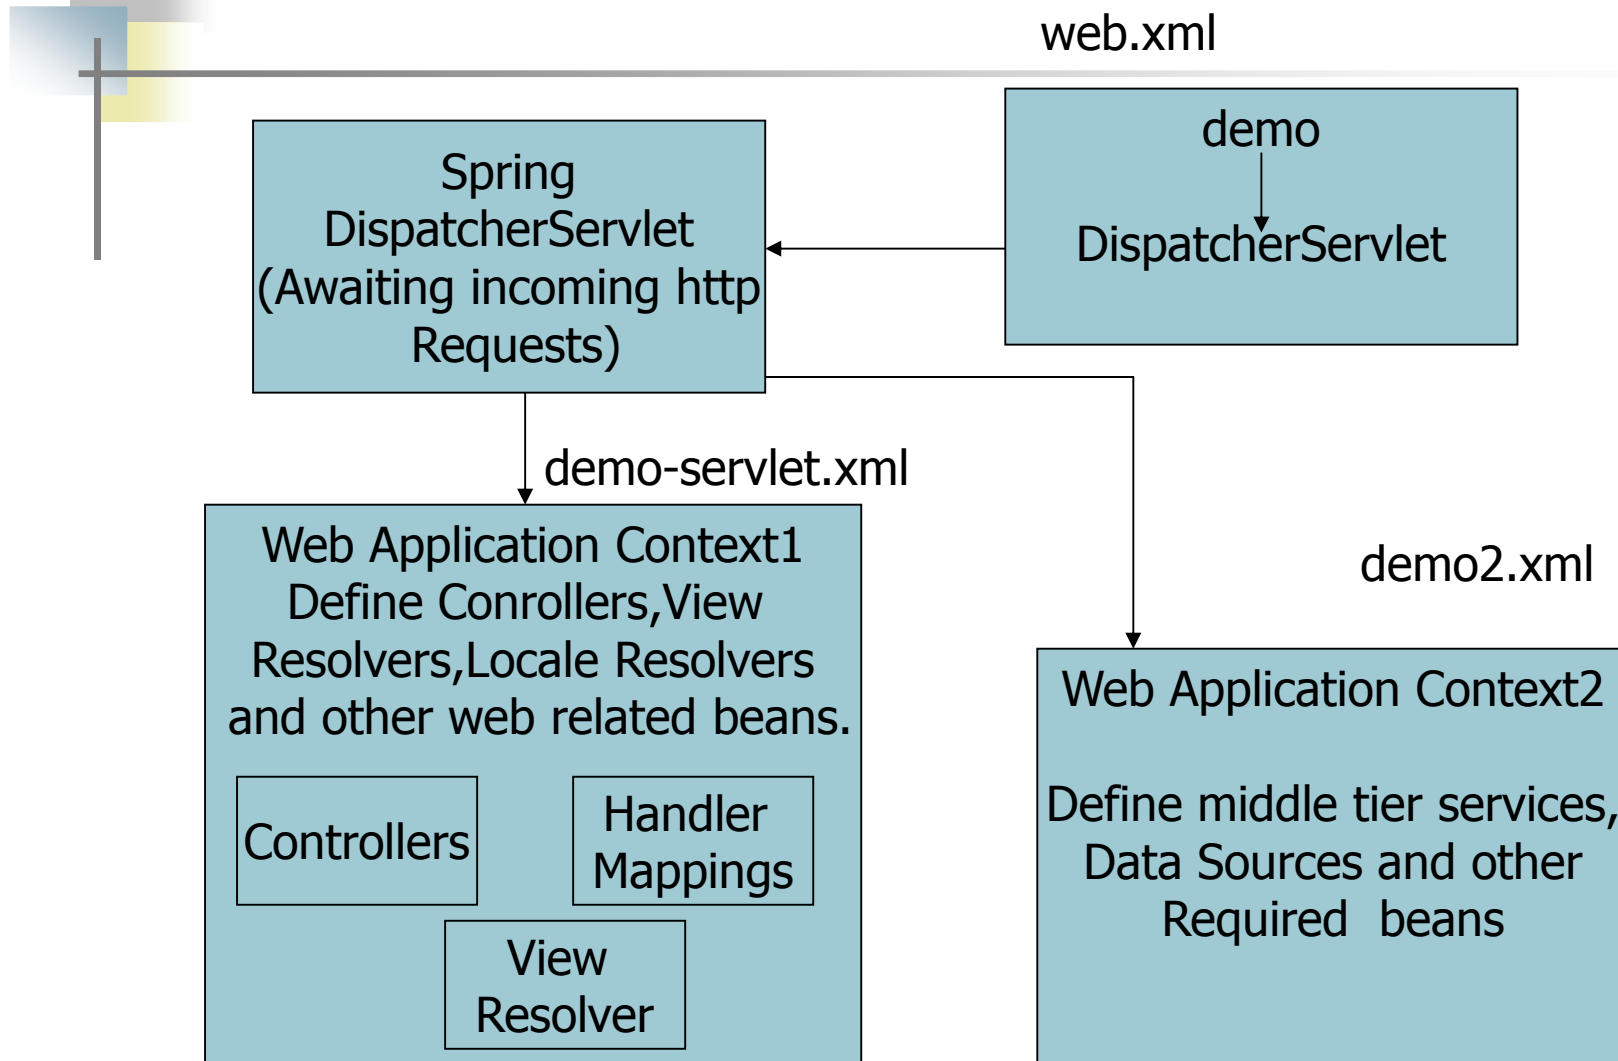 web.xml
demo
DispatcherServlet
Spring
DispatcherServlet
(Awaiting incoming http
Requests)
demo-servlet.xml
Web Application Context1
Define Conrollers,View
Resolvers,Locale Resolvers
and other web related beans.
Controllers
Handler
Mappings
View
Resolver
demo2.xml
Web Application Context2
Define middle tier services,
Data Sources and other
Required beans